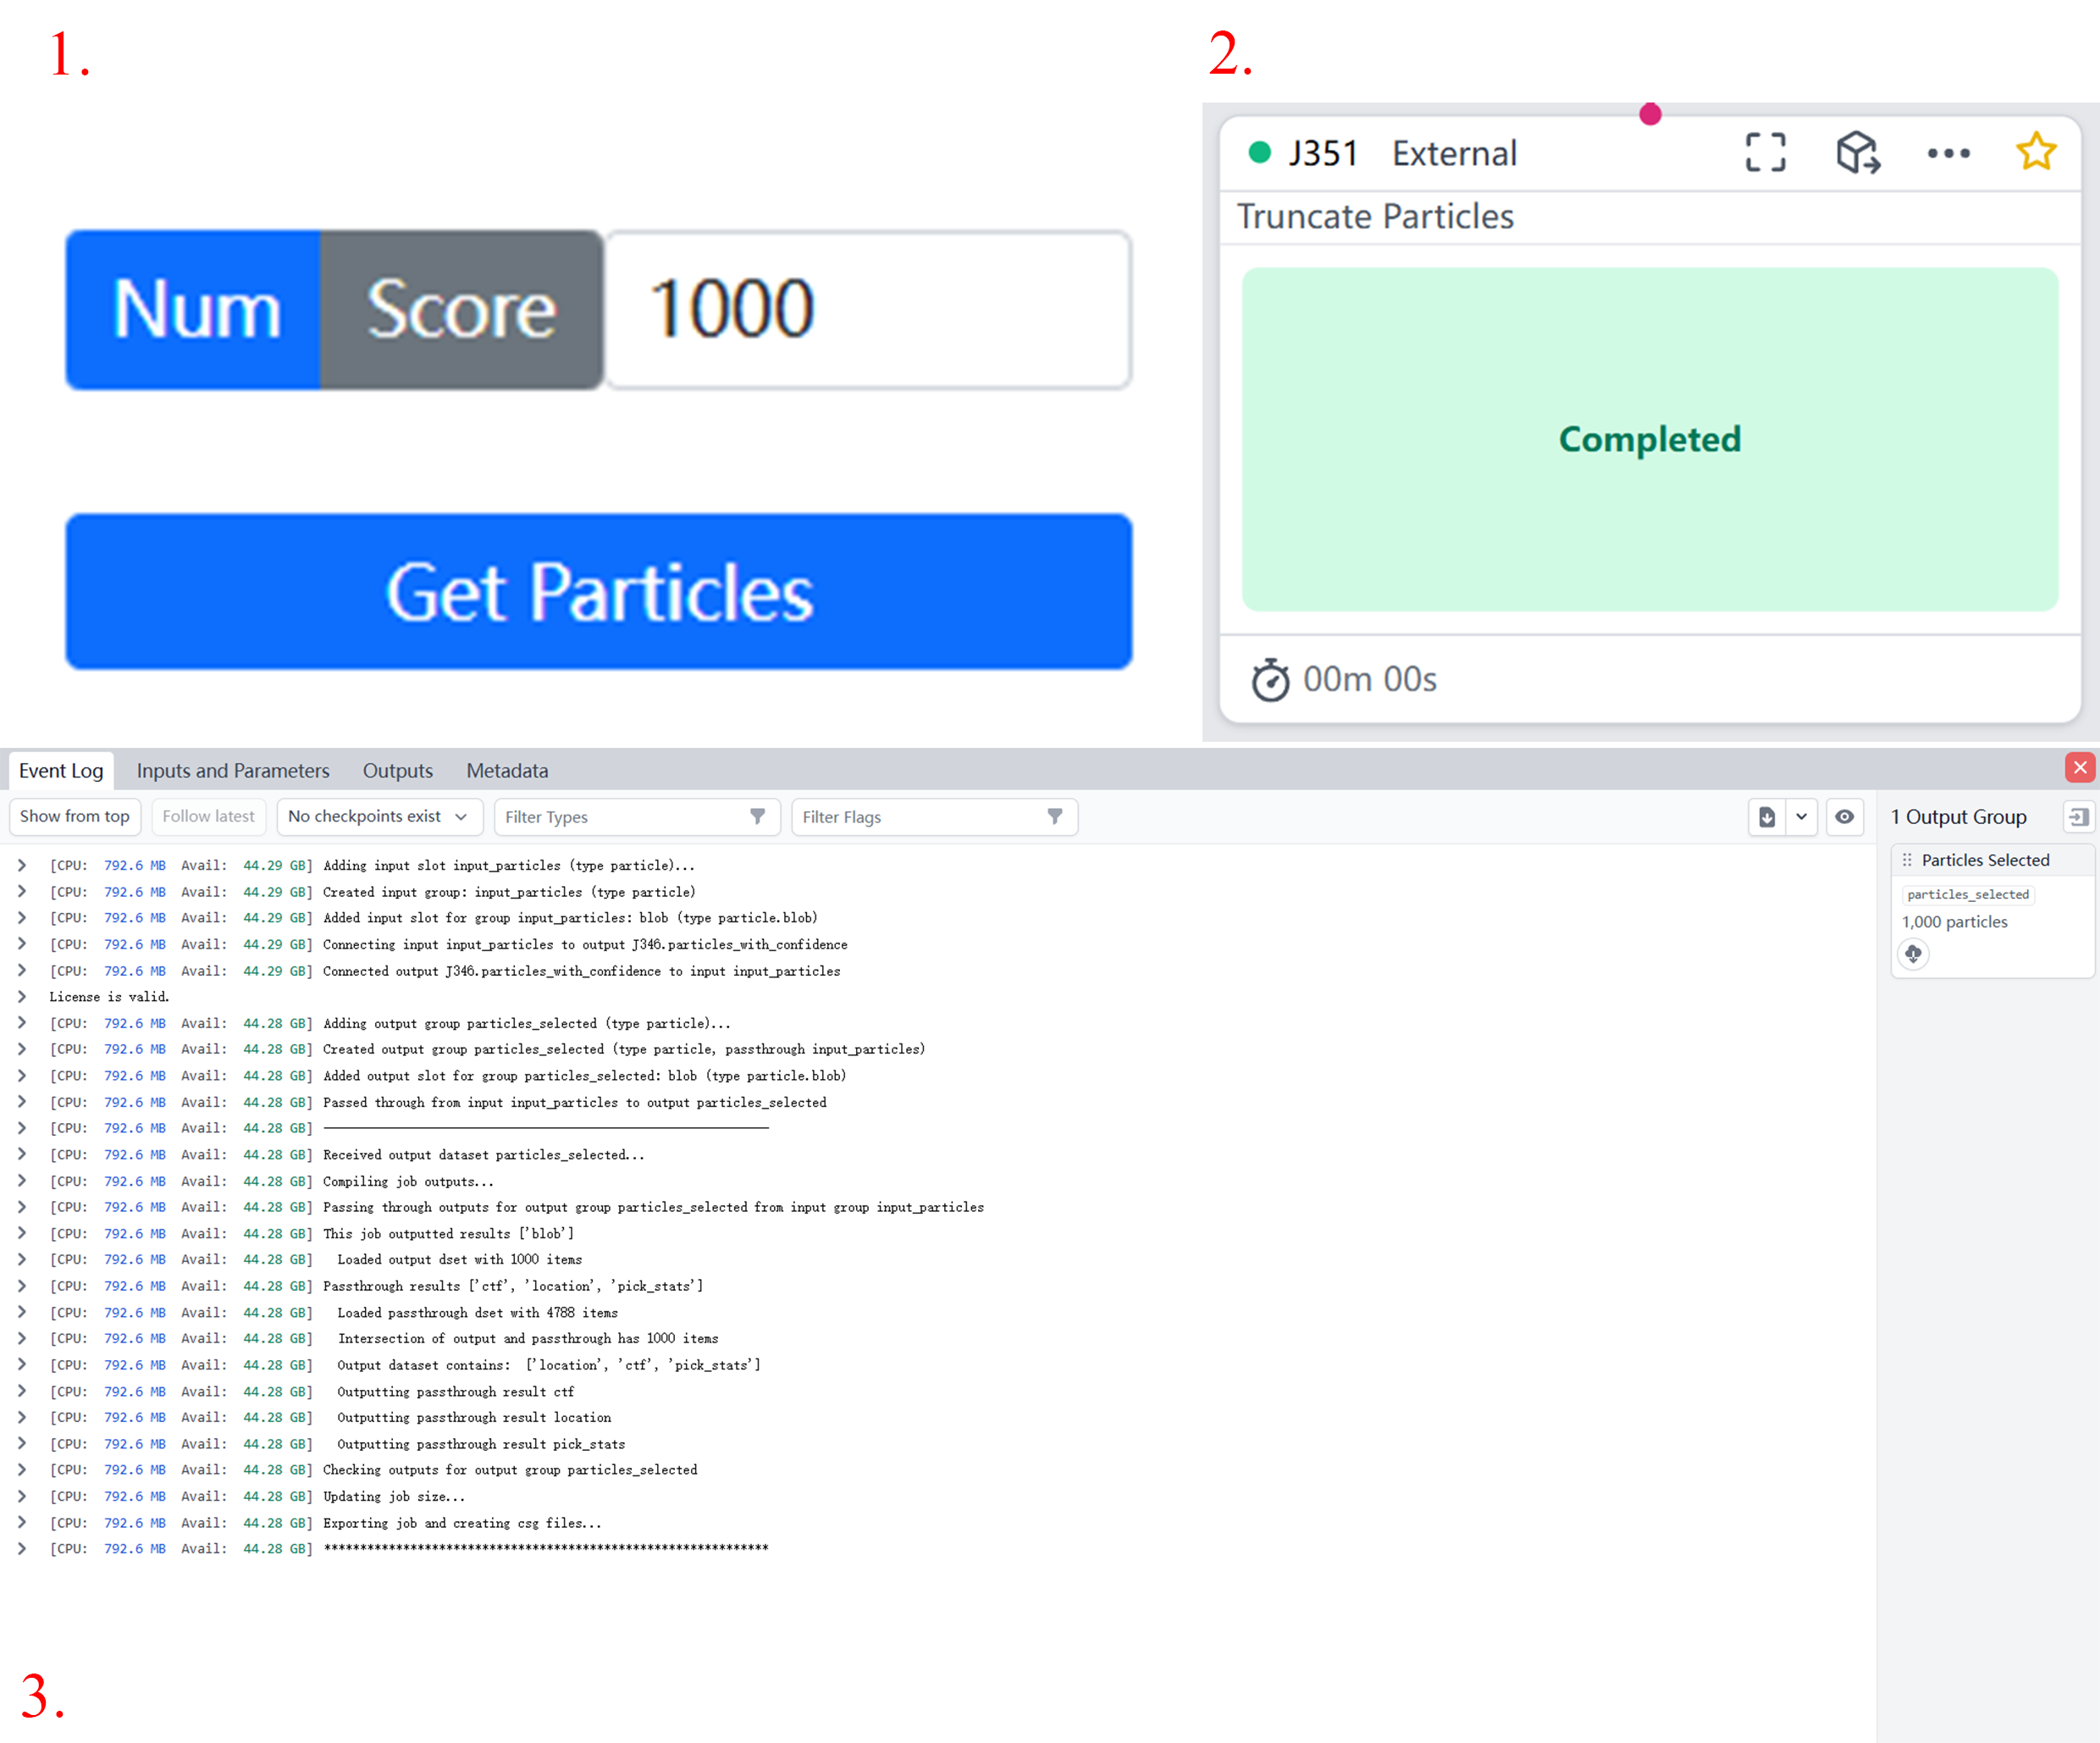 1.
Num Score 1000
Get Particles
2.
J351 External
Truncate Particles
Completed
00m 00s
Event Log Inputs and Parameters Outputs Metadata
Show from top Follow latest No checkpoints exist Filter Types Filter Flags
[CPU: 792.6 MB Avail: 44.29 GB] Adding input slot input_particles (type particle)...
[CPU: 792.6 MB Avail: 44.29 GB] Created input group: input_particles (type particle)
[CPU: 792.6 MB Avail: 44.29 GB] Added input slot for group input_particles: blob (type particle.blob)
[CPU: 792.6 MB Avail: 44.29 GB] Connecting input input_particles to output J346.particles_with_confidence
[CPU: 792.6 MB Avail: 44.29 GB] Connected output J346.particles_with_confidence to input input_particles
License is valid.
[CPU: 792.6 MB Avail: 44.28 GB] Adding output group particles_selected (type particle)...
[CPU: 792.6 MB Avail: 44.28 GB] Created output group particles_selected (type particle, passthrough input_particles)
[CPU: 792.6 MB Avail: 44.28 GB] Added output slot for group particles_selected: blob (type particle.blob)
[CPU: 792.6 MB Avail: 44.28 GB] Passed through from input input_particles to output particles_selected
[CPU: 792.6 MB Avail: 44.28 GB] --------------------------------------------------------------
[CPU: 792.6 MB Avail: 44.28 GB] Received output dataset particles_selected...
[CPU: 792.6 MB Avail: 44.28 GB] Compiling job outputs...
[CPU: 792.6 MB Avail: 44.28 GB] Passing through outputs for output group particles_selected from input group input_particles
[CPU: 792.6 MB Avail: 44.28 GB] This job outputted results ['blob']
[CPU: 792.6 MB Avail: 44.28 GB] Loaded output dset with 1000 items
[CPU: 792.6 MB Avail: 44.28 GB] Passthrough results ['ctf', 'location', 'pick_stats']
[CPU: 792.6 MB Avail: 44.28 GB] Loaded passthrough dset with 4788 items
[CPU: 792.6 MB Avail: 44.28 GB] Intersection of output and passthrough has 1000 items
[CPU: 792.6 MB Avail: 44.28 GB] Output dataset contains: ['location', 'ctf', 'pick_stats']
[CPU: 792.6 MB Avail: 44.28 GB] Outputting passthrough result ctf
[CPU: 792.6 MB Avail: 44.28 GB] Outputting passthrough result location
[CPU: 792.6 MB Avail: 44.28 GB] Outputting passthrough result pick_stats
[CPU: 792.6 MB Avail: 44.28 GB] Checking outputs for output group particles_selected
[CPU: 792.6 MB Avail: 44.28 GB] Updating job size...
[CPU: 792.6 MB Avail: 44.28 GB] Exporting job and creating csg files...
[CPU: 792.6 MB Avail: 44.28 GB] **************************************************************
1 Output Group
Particles Selected
particles_selected
1,000 particles
3.